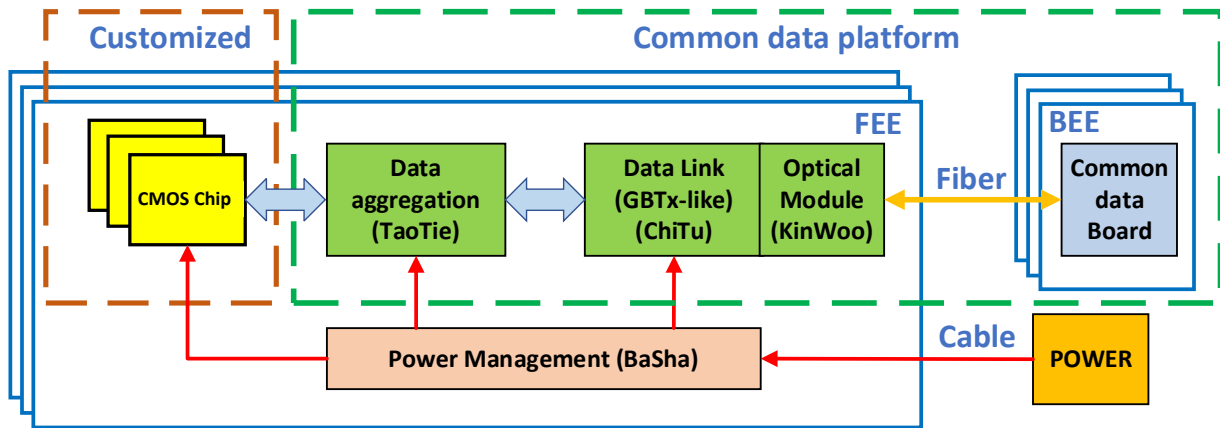 Customized
Common data platform
FEE
BEE
CMOS Chip
Data
aggregation
(TaoTie)
Data Link
(GBTx-like)
(ChiTu)
Optical
Module
(KinWoo)
Fiber
Common
data
Board
Power Management (BaSha)
Cable
POWER